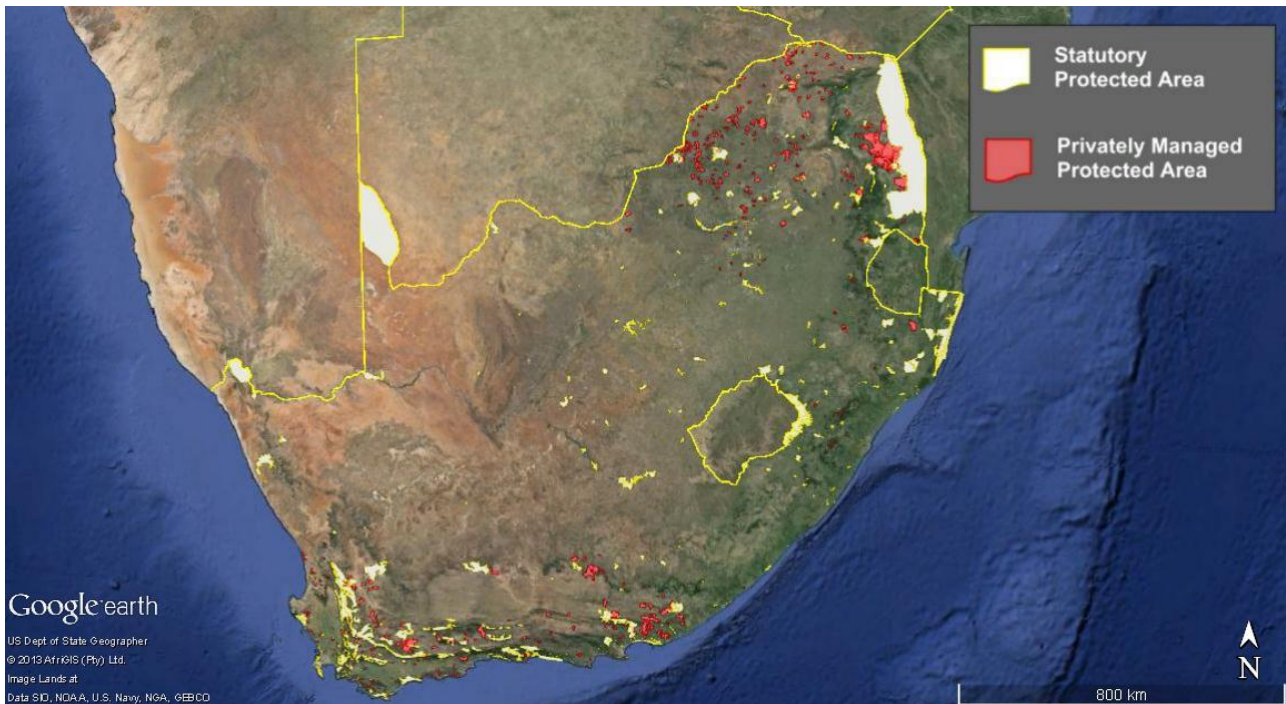 Statutory
Protected Area
Privately Managed
Protected Area
Google earth
US Dept of State Geographer
© 2013 AfriGIS (Pty) Ltd.
Image Landsat
Data SIO, NOAA, U.S. Navy, NGA, GEBCO
N
800 km